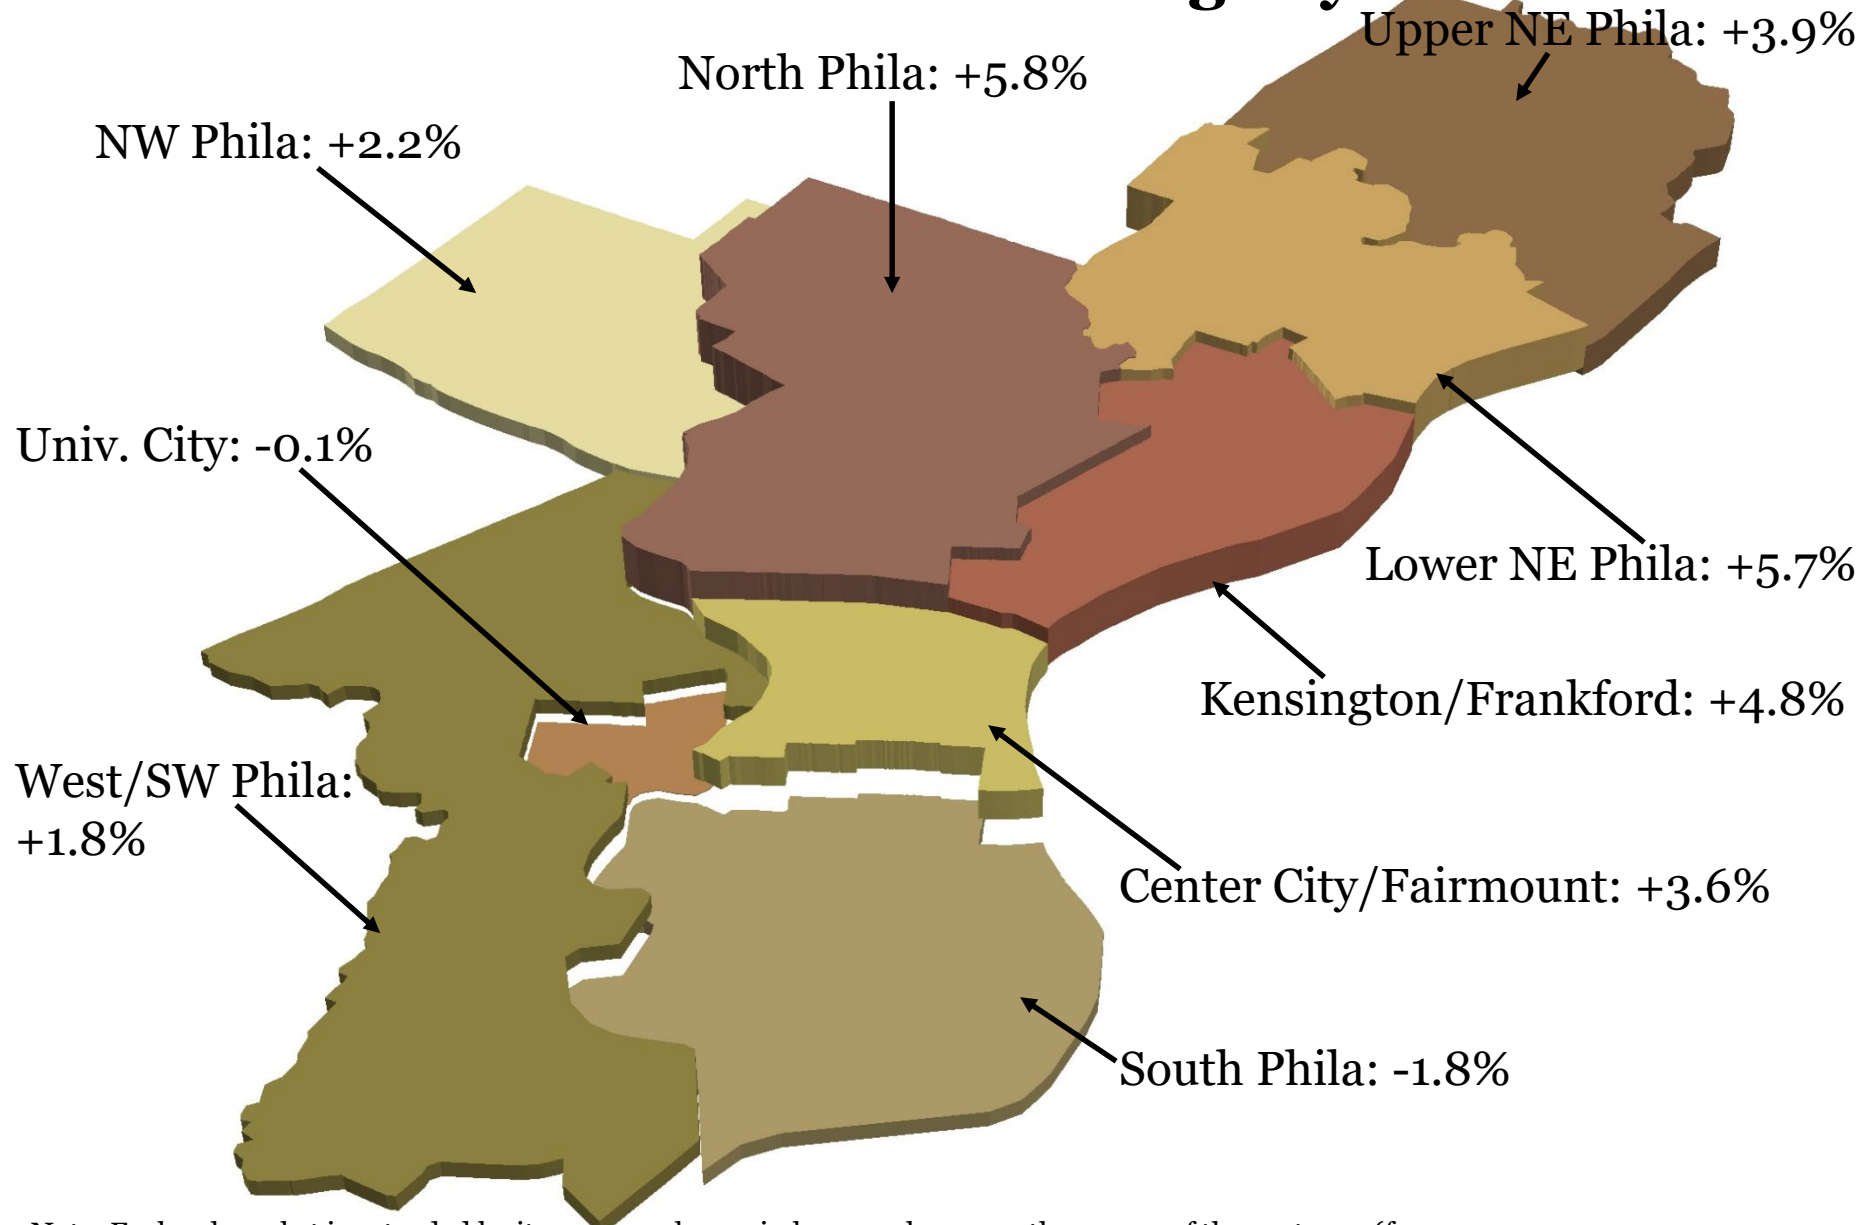 Upper NE Phila: +3.9%
North Phila: +5.8%
NW Phila: +2.2%
Univ. City: -0.1%
Lower NE Phila: +5.7%
Kensington/Frankford: +4.8%
West/SW Phila:
+1.8%
Center City/Fairmount: +3.6%
South Phila: -1.8%